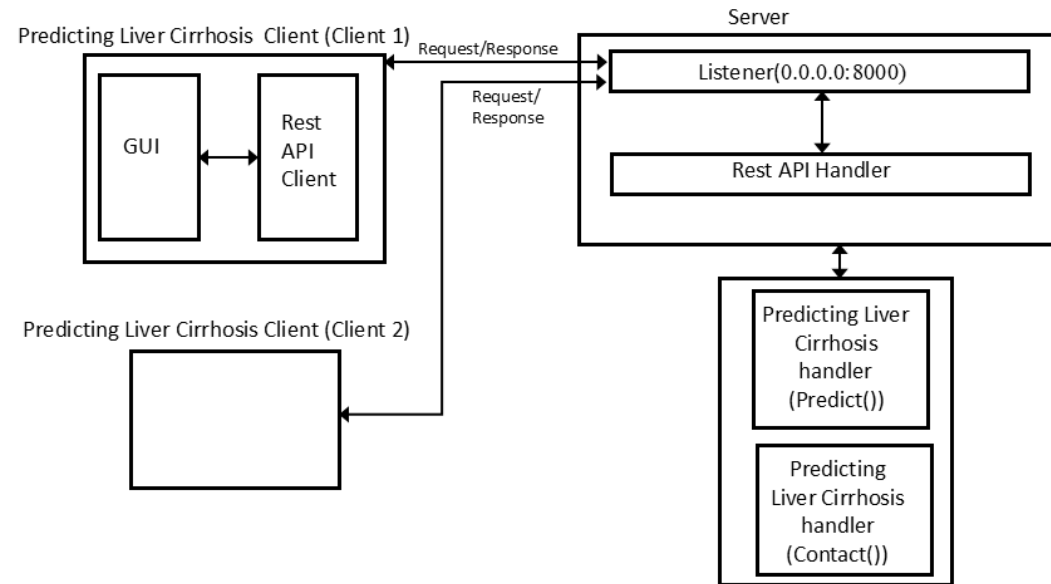 Predicting Liver Cirrhosis Client (Client 1)
GUI
Rest
API
Client
Request/Response
Request/
Response
Server
Listener(0.0.0.0:8000)
Rest API Handler
Predicting Liver Cirrhosis Client (Client 2)
Predicting Liver
Cirrhosis
handler
(Predict())
Predicting
Liver Cirrhosis
handler
(Contact())